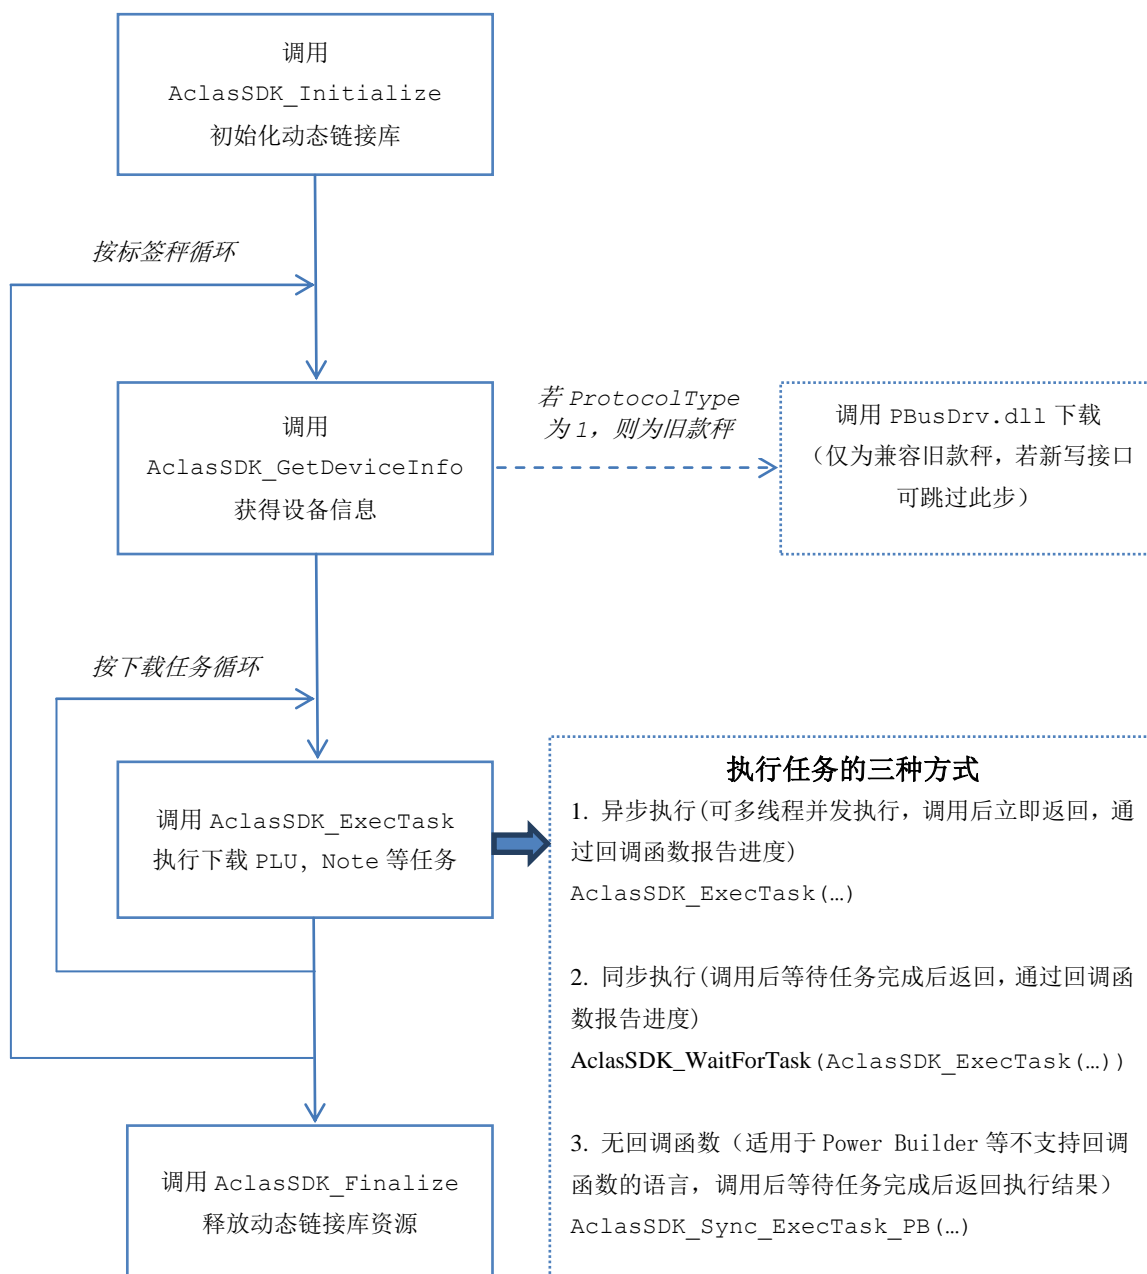 调用
AclasSDK_Initialize
初始化动态链接库
按标签秤循环
调用
AclasSDK_GetDeviceInfo
获得设备信息
若 ProtocolType
为 1，则为旧款秤
调用 PBusDrv.dll 下载
（仅为兼容旧款秤，若新写接口
可跳过此步）
按下载任务循环
调用 AclasSDK_ExecTask
执行下载 PLU, Note 等任务
执行任务的三种方式
1. 异步执行(可多线程并发执行，调用后立即返回，通
过回调函数报告进度)
AclasSDK_ExecTask(…)
2. 同步执行(调用后等待任务完成后返回，通过回调函
数报告进度)
AclasSDK_WaitForTask(AclasSDK_ExecTask(…))
3. 无回调函数（适用于 Power Builder 等不支持回调
函数的语言，调用后等待任务完成后返回执行结果）
AclasSDK_Sync_ExecTask_PB(…)
调用 AclasSDK_Finalize
释放动态链接库资源